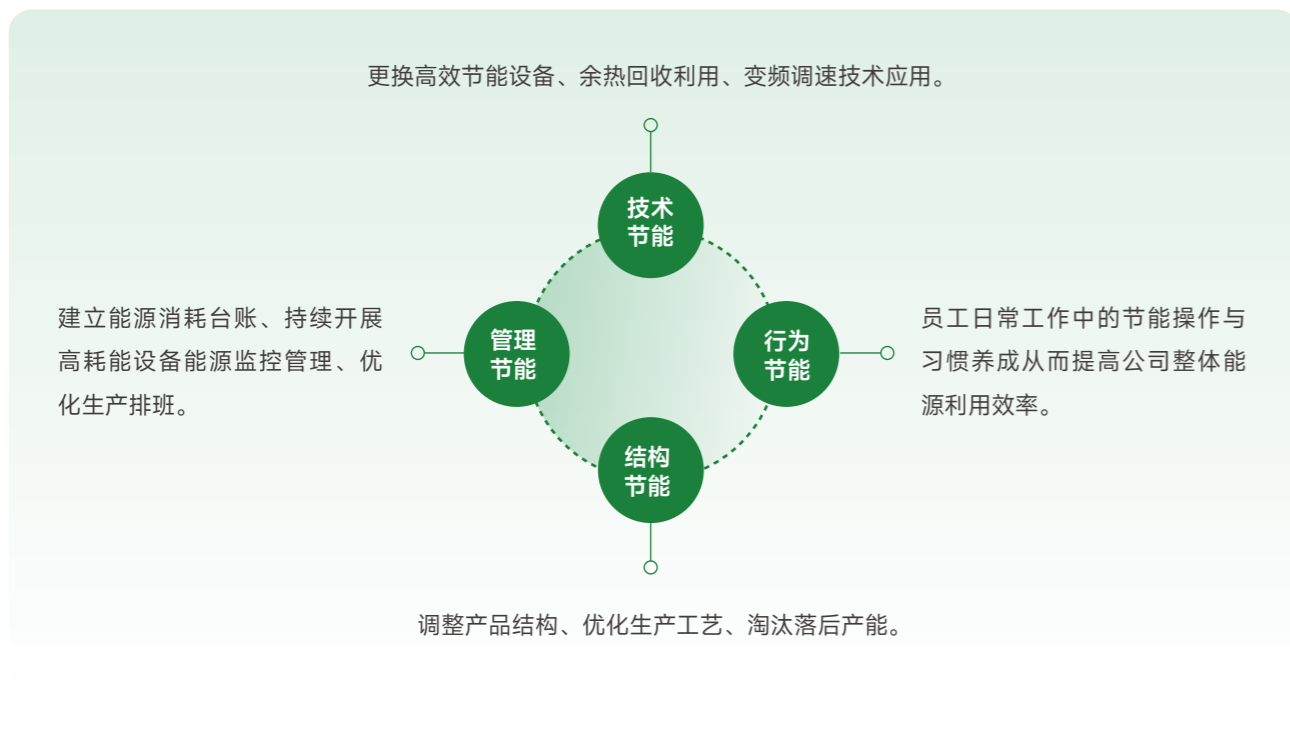 更换高效节能设备、余热回收利用、变频调速技术应用。
技术
节能
建立能源消耗台账、持续开展
高耗能设备能源监控管理、优
化生产排班。
管理
节能
行为
节能
员工日常工作中的节能操作与
习惯养成从而提高公司整体能
源利用效率。
结构
节能
调整产品结构、优化生产工艺、淘汰落后产能。